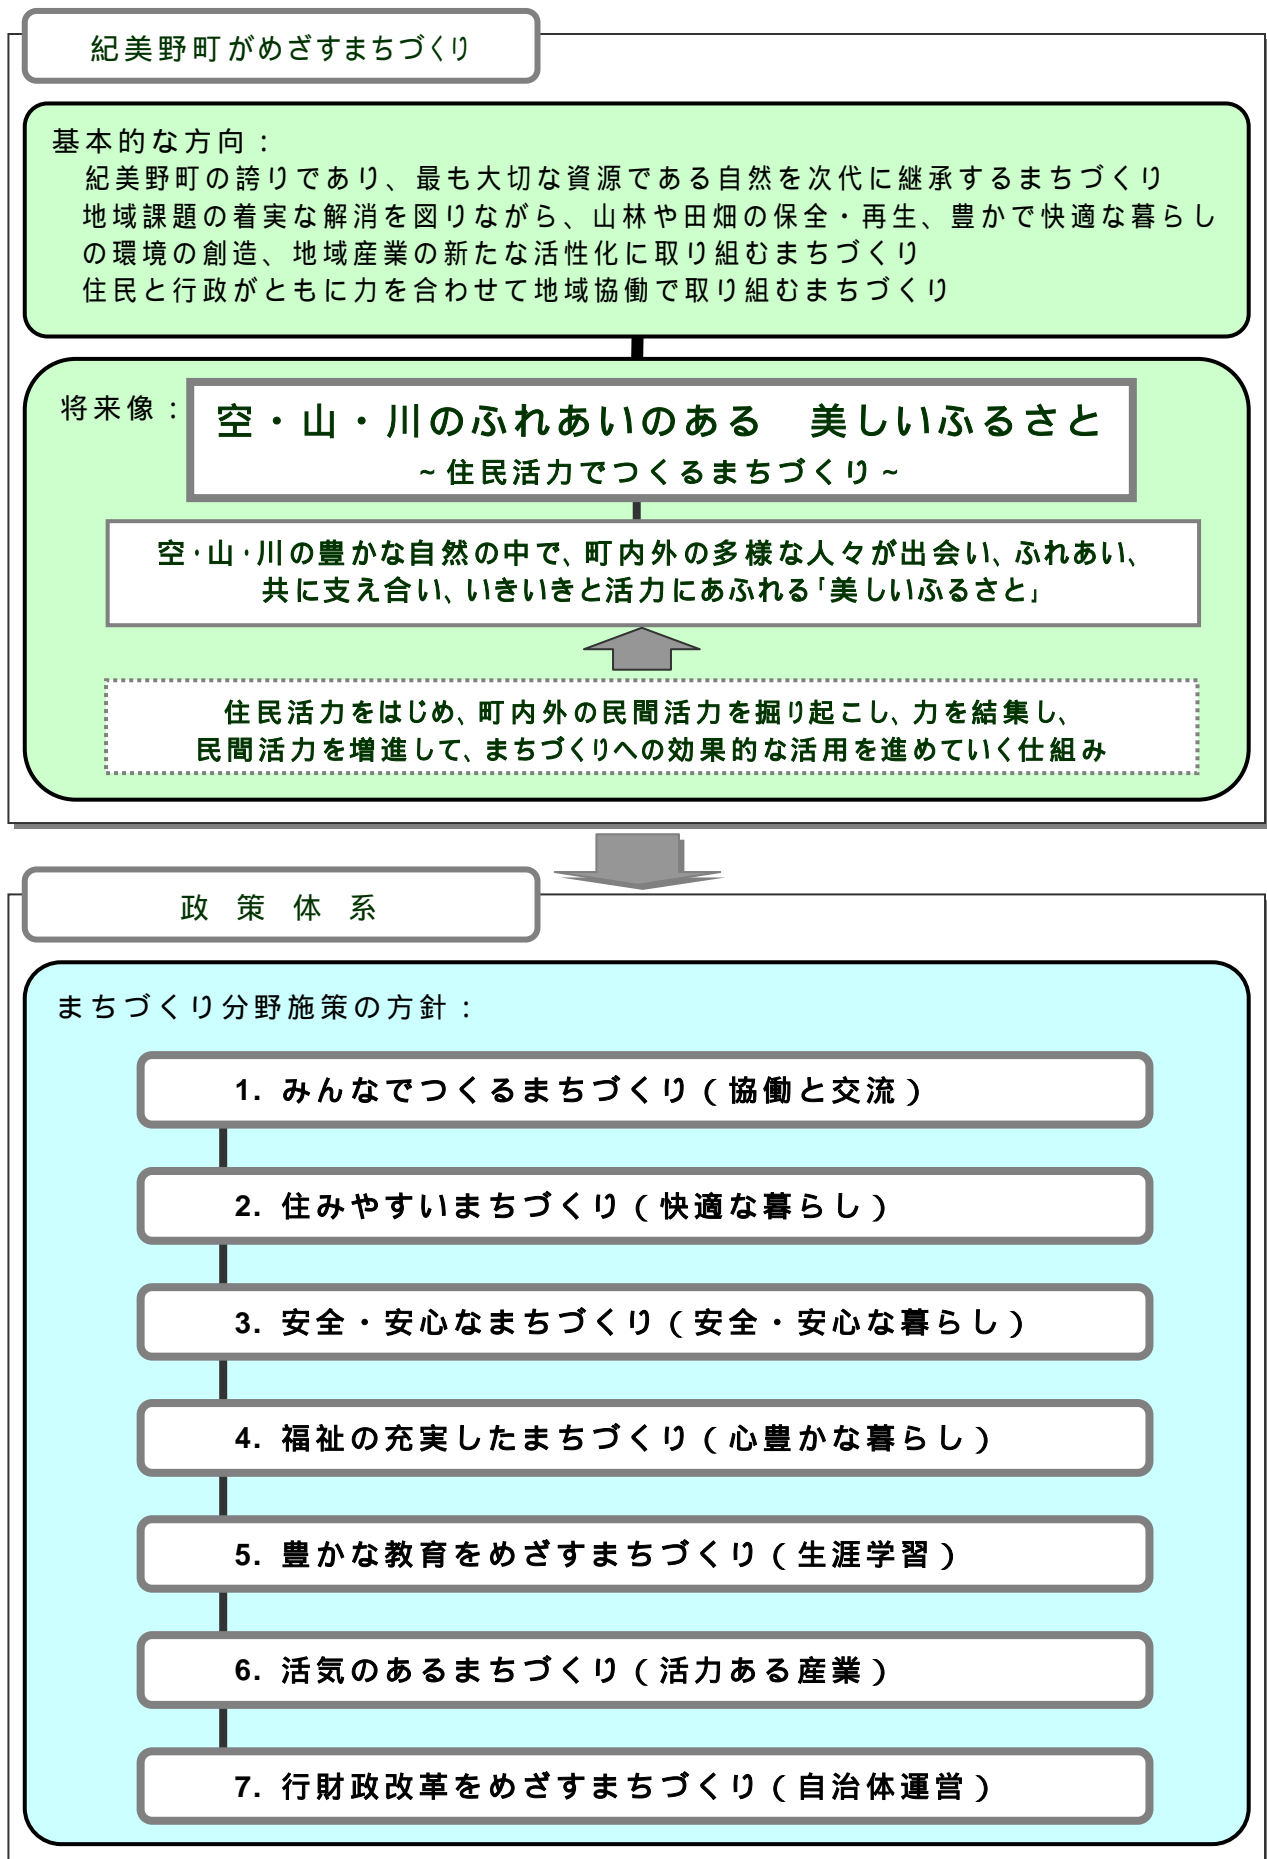 紀美野町がめざすまちづくり
基本的な方向：
紀美野町の誇りであり、最も大切な資源である自然を次代に継承するまちづくり
地域課題の着実な解消を図りながら、山林や田畑の保全・再生、豊かで快適な暮らし
の環境の創造、地域産業の新たな活性化に取り組むまちづくり
住民と行政がともに力を合わせて地域協働で取り組むまちづくり
将来像：
空・山・川のふれあいのある　美しいふるさと
～住民活力でつくるまちづくり～
空・山・川の豊かな自然の中で、町内外の多様な人々が出会い、ふれあい、
共に支え合い、いきいきと活力にあふれる「美しいふるさと」
住民活力をはじめ、町内外の民間活力を掘り起こし、力を結集し、
民間活力を増進して、まちづくりへの効果的な活用を進めていく仕組み
政　策　体　系
まちづくり分野施策の方針：
1. みんなでつくるまちづくり（協働と交流）
2. 住みやすいまちづくり（快適な暮らし）
3. 安全・安心なまちづくり（安全・安心な暮らし）
4. 福祉の充実したまちづくり（心豊かな暮らし）
5. 豊かな教育をめざすまちづくり（生涯学習）
6. 活気のあるまちづくり（活力ある産業）
7. 行財政改革をめざすまちづくり（自治体運営）